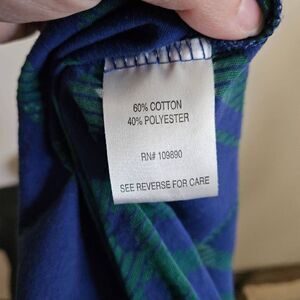 60% COTTON
40% POLYESTER
RN# 109890
SEE REVERSE FOR CARE